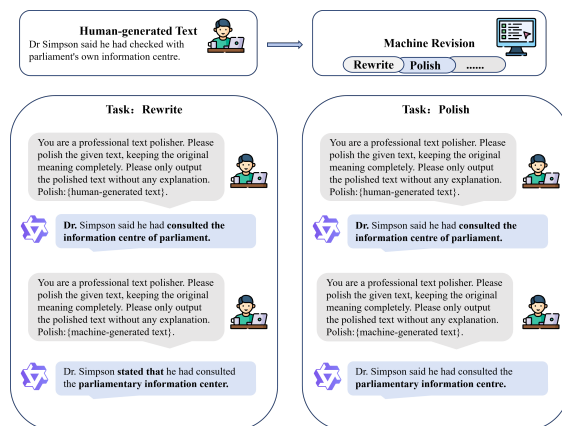 Human-generated Text
Dr Simpson said he had checked with
parliament's own information centre.
Machine Revision
Rewrite
Polish
......
Task: Rewrite
You are a professional text polisher. Please
polish the given text, keeping the original
meaning completely. Please only output
the polished text without any explanation.
Polish:{human-generated text}.
Dr. Simpson said he had consulted the
information centre of parliament.
You are a professional text polisher. Please
polish the given text, keeping the original
meaning completely. Please only output
the polished text without any explanation.
Polish:{machine-generated text}.
Dr. Simpson stated that he had consulted
the parliamentary information center.
Task: Polish
You are a professional text polisher. Please
polish the given text, keeping the original
meaning completely. Please only output
the polished text without any explanation.
Polish:{human-generated text}.
Dr. Simpson said he had consulted the
information centre of parliament.
You are a professional text polisher. Please
polish the given text, keeping the original
meaning completely. Please only output
the polished text without any explanation.
Polish:{machine-generated text}.
Dr. Simpson said he had consulted the
parliamentary information centre.